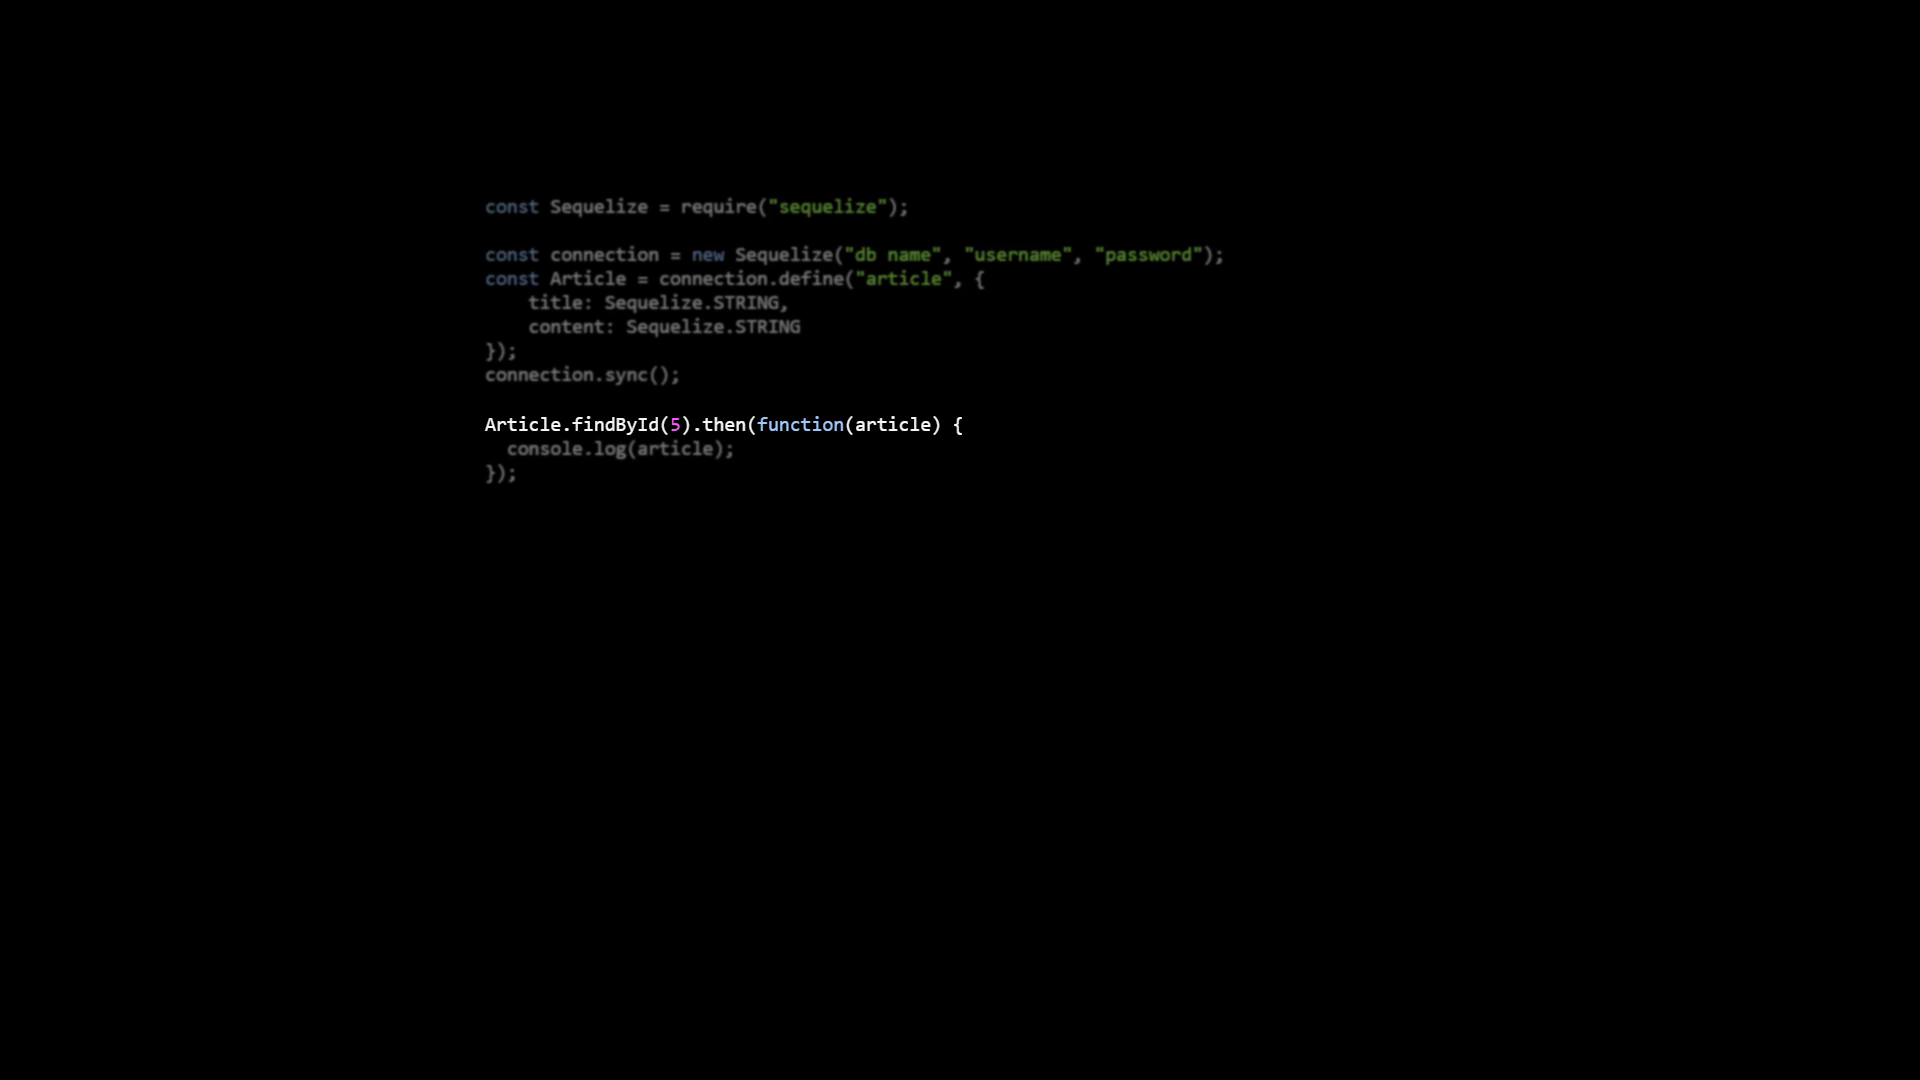 const Sequelize = require("sequelize");
const connection = new Sequelize("db name", "username", "password");
const Article = connection.define("article", {
    title: Sequelize.STRING,
    content: Sequelize.STRING
});
connection.sync();
Article.findById(5).then(function(article) {
  console.log(article);
});